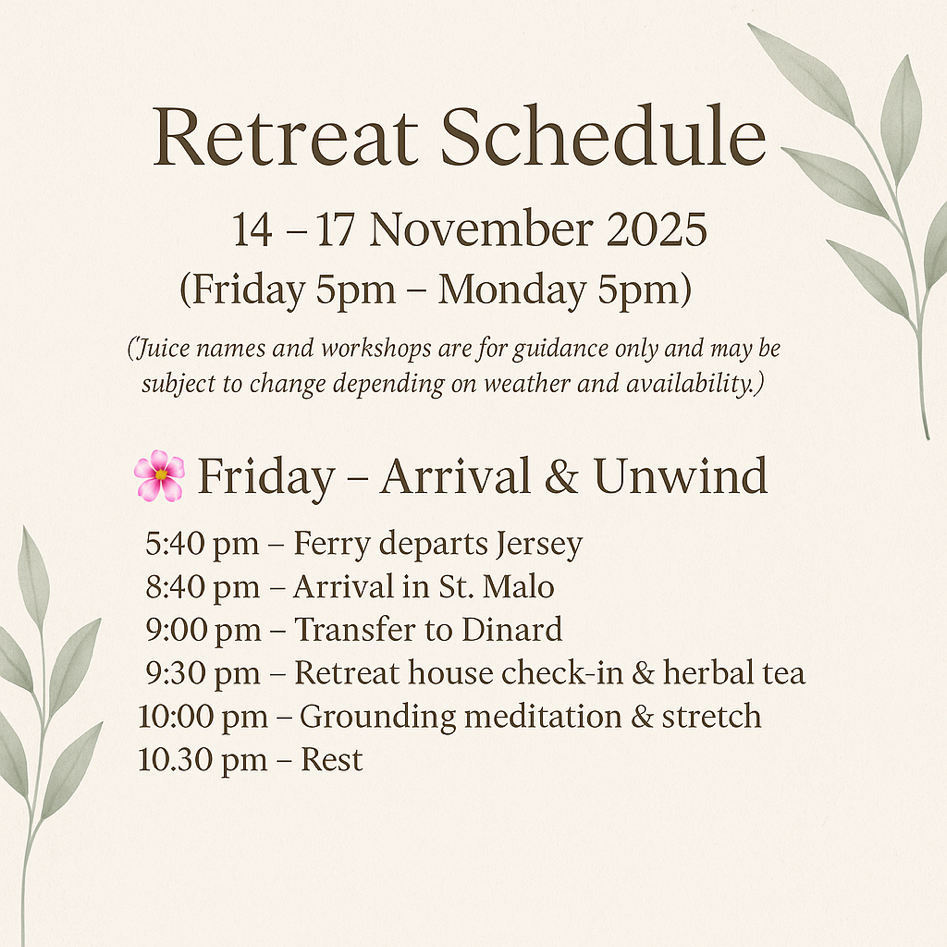 Retreat Schedule
14 – 17 November 2025
(Friday 5pm – Monday 5pm)
(‘Juice names and workshops are for guidance only and may be
subject to change depending on weather and availability.)
🌸 Friday – Arrival & Unwind
5:40 pm – Ferry departs Jersey
8:40 pm – Arrival in St. Malo
9:00 pm – Transfer to Dinard
9:30 pm – Retreat house check-in & herbal tea
10:00 pm – Grounding meditation & stretch
10.30 pm – Rest